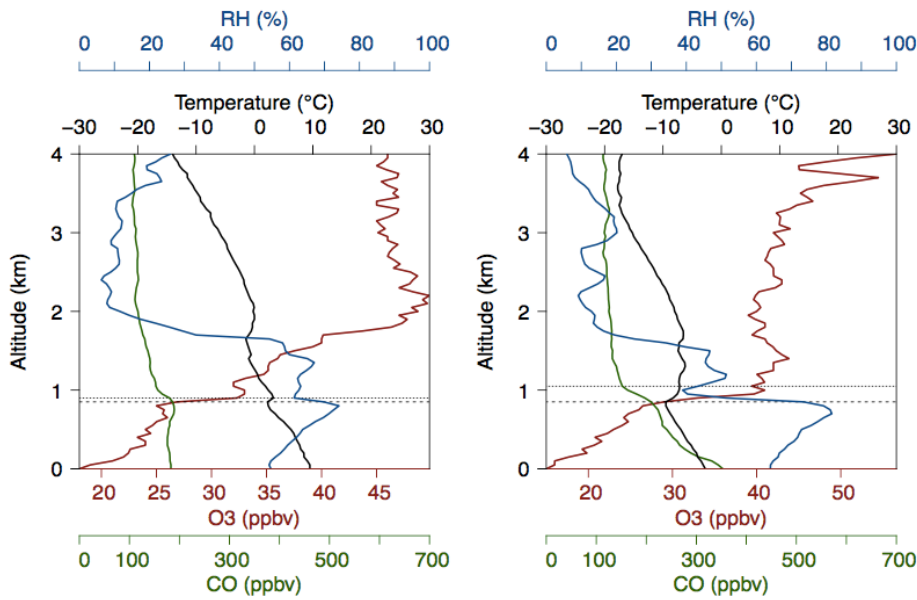 RH (%)
0 20 40 60 80 100
Temperature (°C)
−30 −20 −10 0 10 20 30
4
3
2
1
0
Altitude (km)
20 25 30 35 40 45
O3 (ppbv)
0 100 300 500 700
CO (ppbv)
RH (%)
0 20 40 60 80 100
Temperature (°C)
−30 −20 −10 0 10 20 30
4
3
2
1
0
Altitude (km)
20 30 40 50
O3 (ppbv)
0 100 300 500 700
CO (ppbv)